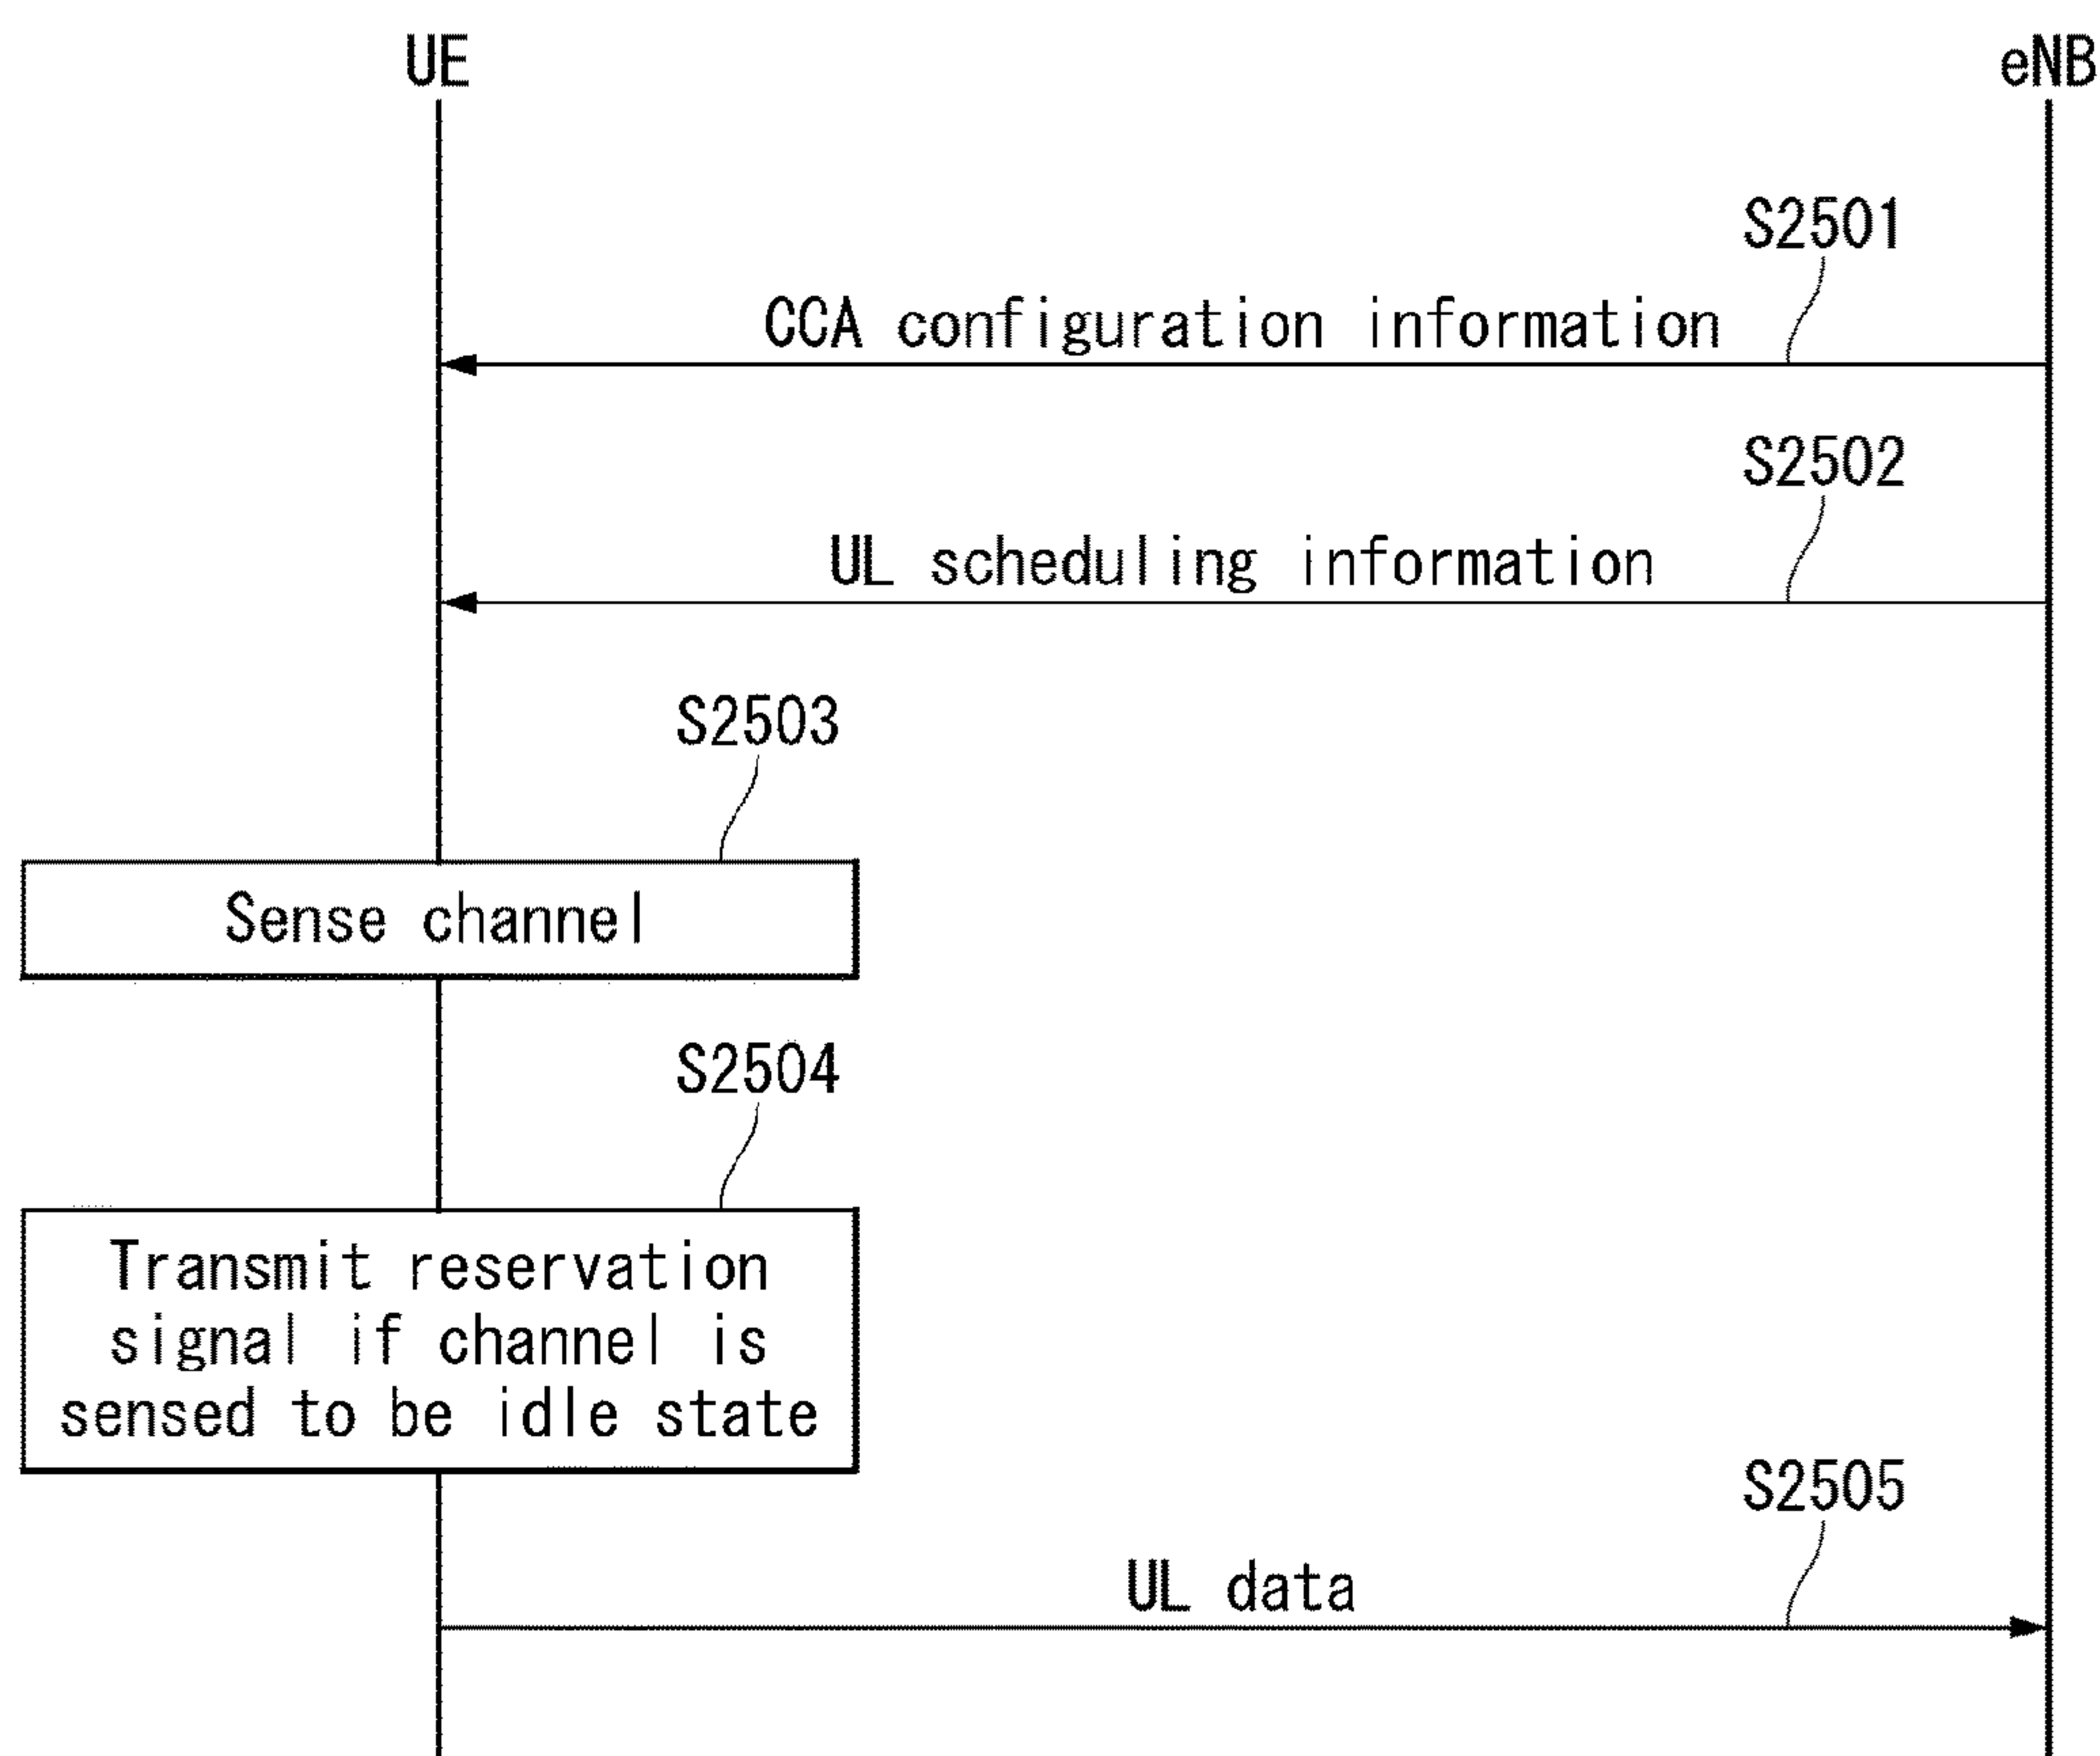 UE
eNB
S2501
CCA configuration information
S2502
UL scheduling information
S2503
Sense channel
S2504
Transmit reservation
signal if channel is
sensed to be idle state
S2505
UL data